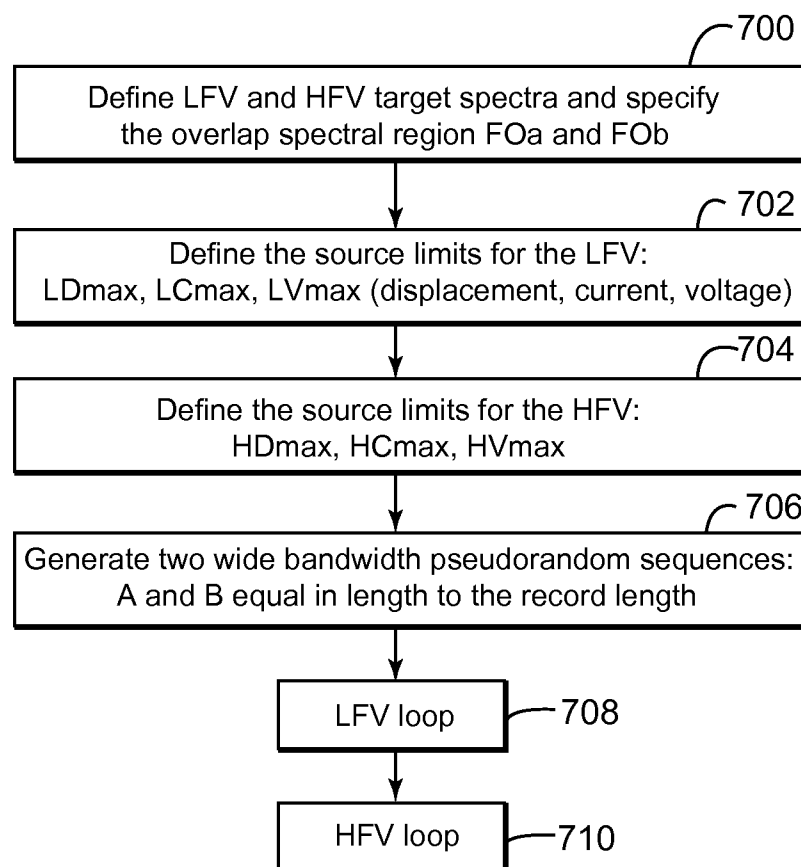 700
Define LFV and HFV target spectra and specify
the overlap spectral region FOa and FOb
702
Define the source limits for the LFV:
LDmax, LCmax, LVmax (displacement, current, voltage)
704
Define the source limits for the HFV:
HDmax, HCmax, HVmax
706
Generate two wide bandwidth pseudorandom sequences:
A and B equal in length to the record length
LFV loop
708
HFV loop
710